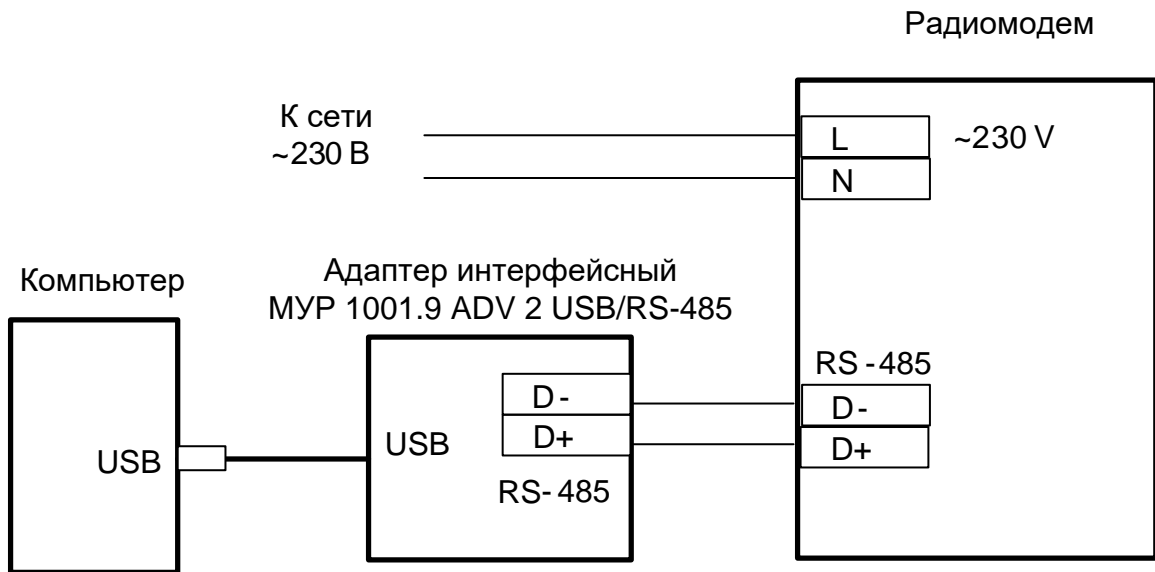 Радиомодем
К сети
~230 В
L
~230 V
N
Компьютер
Адаптер интерфейсный
МУР 1001.9 ADV 2 USB/RS-485
RS - 485
D -
D+
USB
USB
RS- 485
D -
D+